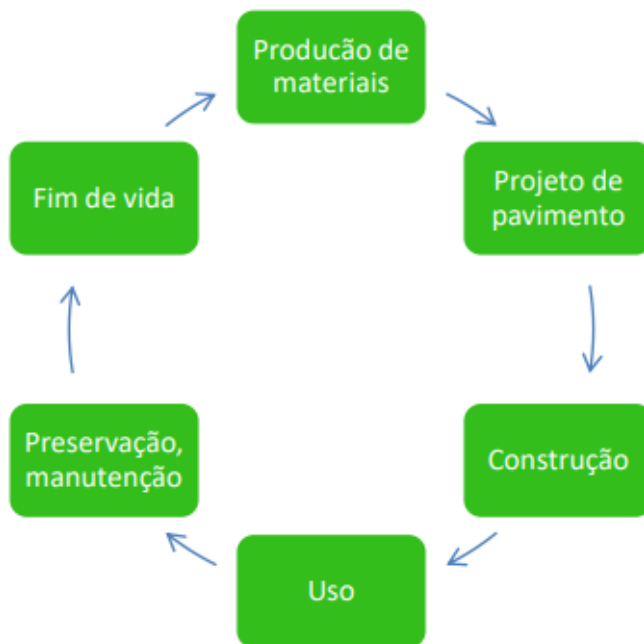 Producão de
materiais
Projeto de
pavimento
Construção
Uso
Preservação,
manutenção
Fim de vida